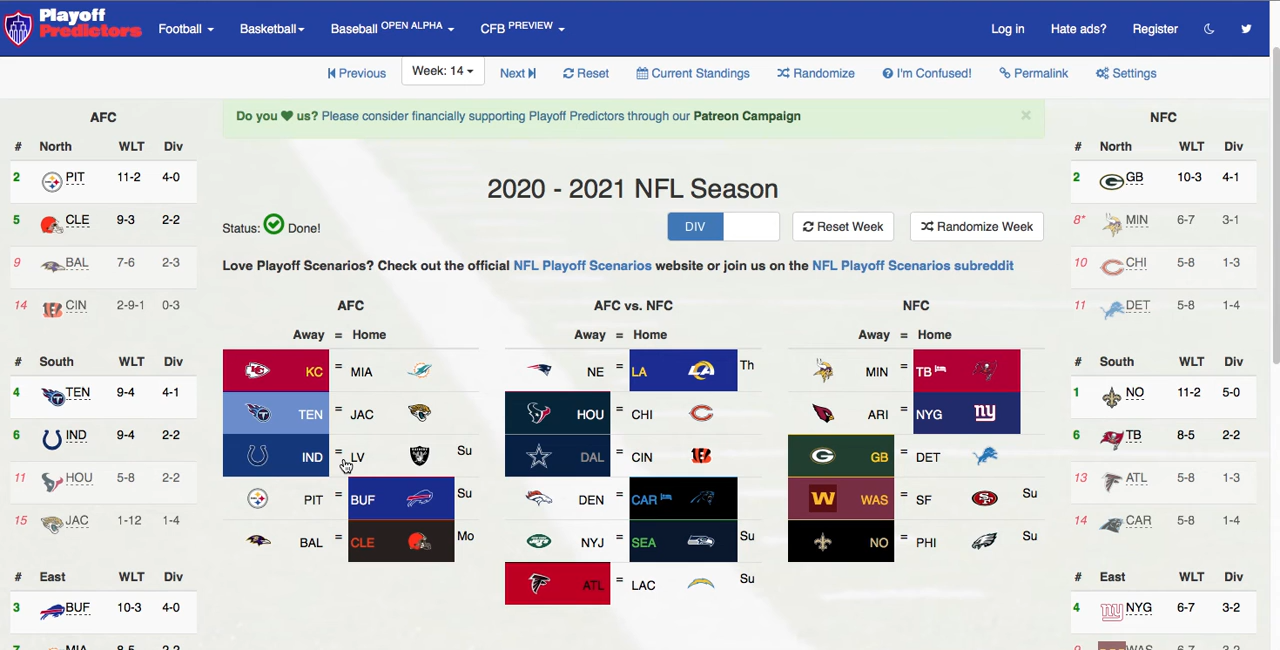 Playoff Predictors
Football
Basketball
Baseball OPEN ALPHA
CFB PREVIEW
Log in
Hate ads?
Register
Previous
Week: 14
Next
Reset
Current Standings
Randomize
I'm Confused!
Permalink
Settings
Do you us? Please consider financially supporting Playoff Predictors through our Patreon Campaign
×
2020 - 2021 NFL Season
Status: Done!
DIV
Reset Week
Randomize Week
Love Playoff Scenarios? Check out the official NFL Playoff Scenarios website or join us on the NFL Playoff Scenarios subreddit
AFC
# North WLT Div
2 PIT 11-2 4-0
5 CLE 9-3 2-2
9 BAL 7-6 2-3
14 CIN 2-9-1 0-3
# South WLT Div
4 TEN 9-4 4-1
6 IND 9-4 2-2
11 HOU 5-8 2-2
15 JAC 1-12 1-4
# East WLT Div
3 BUF 10-3 4-0
7 MIA 8-5 2-2
AFC
Away = Home
KC = MIA
TEN = JAC
IND = LV Su
PIT = BUF Su
BAL = CLE Mo
AFC vs. NFC
Away = Home
NE = LA Th
HOU = CHI
DAL = CIN
DEN = CAR
NYJ = SEA Su
ATL = LAC Su
NFC
Away = Home
MIN = TB
ARI = NYG
GB = DET
WAS = SF Su
NO = PHI Su
NFC
# North WLT Div
2 GB 10-3 4-1
8* MIN 6-7 3-1
10 CHI 5-8 1-3
11 DET 5-8 1-4
# South WLT Div
1 NO 11-2 5-0
6 TB 8-5 2-2
13 ATL 5-8 1-3
14 CAR 5-8 1-4
# East WLT Div
4 NYG 6-7 3-2
9 WAS 6-7 3-2